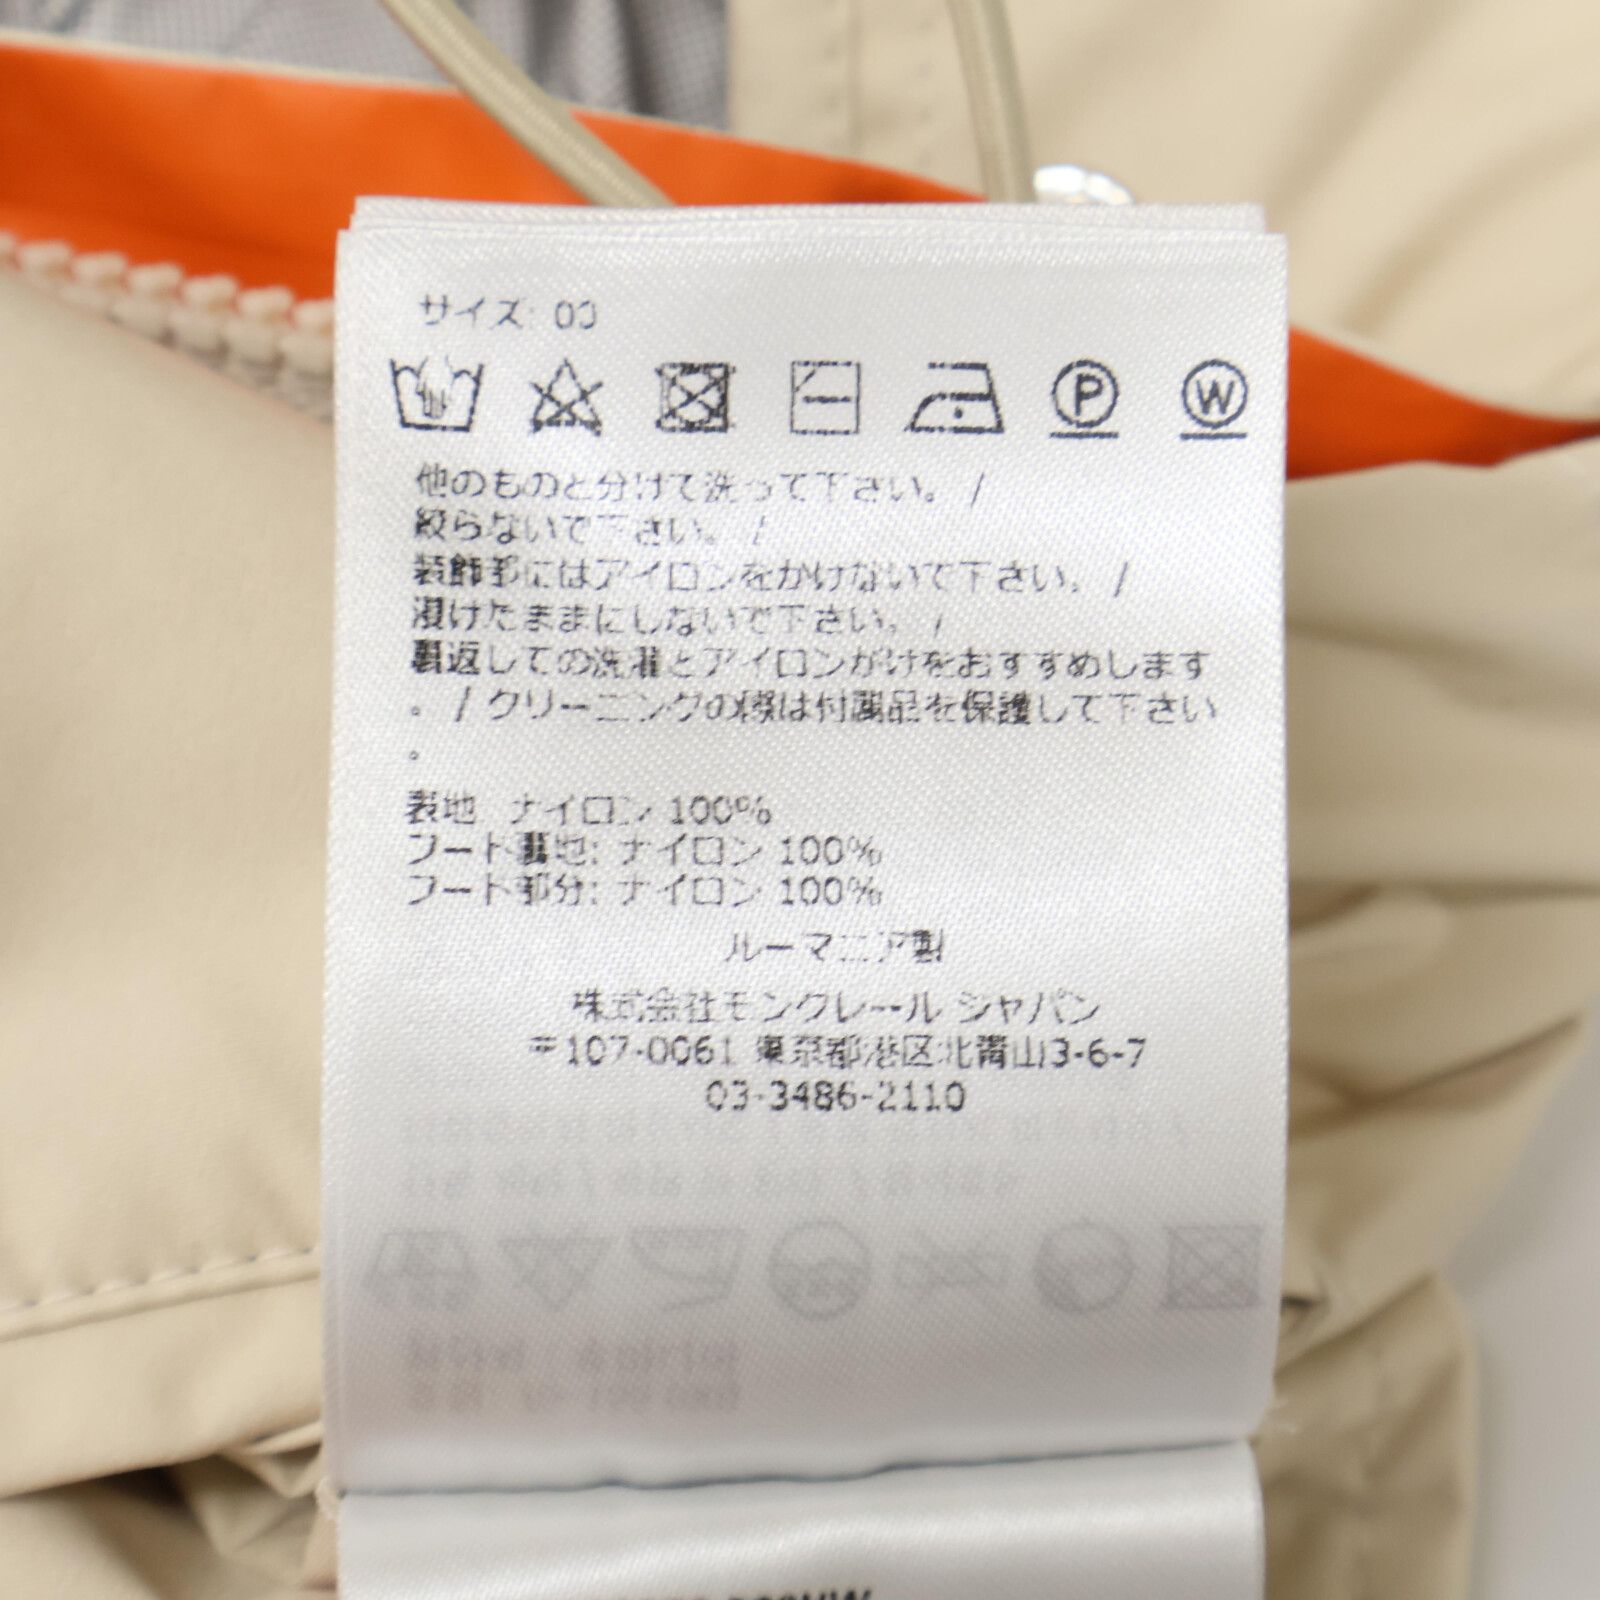 サイズ: 00
P W
他のものと分けて洗って下さい。 /
絞らないで下さい。 /
装飾部にはアイロンをかけないで下さい。 /
浸けたままにしないで下さい。 /
裏返しての洗濯とアイロンがけをおすすめします
。 / クリーニングの際は付属品を保護して下さい
。
表地 ナイロン 100%
フード裏地: ナイロン 100%
フード部分: ナイロン 100%
ルーマニア製
株式会社モンクレール ジャパン
〒107-0061 東京都港区北青山3-6-7
03-3486-2110